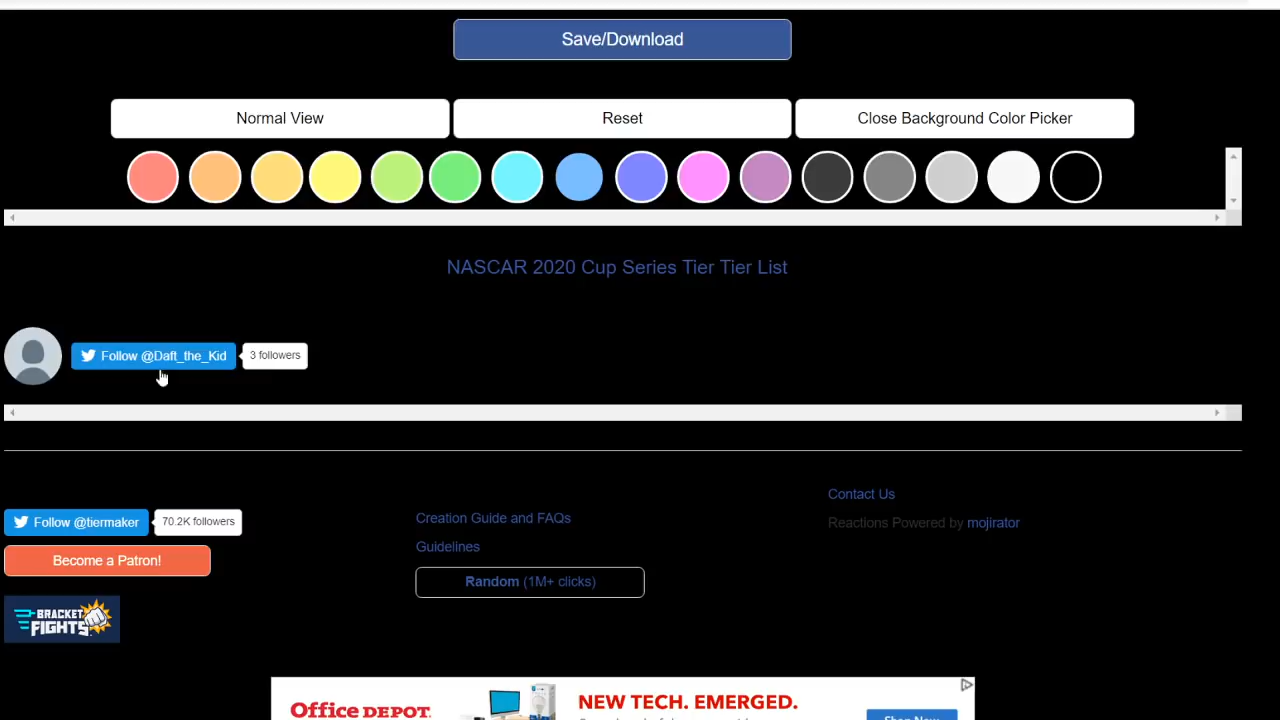 Save/Download
Normal View
Reset
Close Background Color Picker
NASCAR 2020 Cup Series Tier Tier List
Follow @Daft_the_Kid
3 followers
Follow @tiermaker
70.2K followers
Become a Patron!
BRACKET
FIGHTS
Creation Guide and FAQs
Guidelines
Random (1M+ clicks)
Contact Us
Reactions Powered by mojirator
Office DEPOT
NEW TECH. EMERGED.
Shop Now